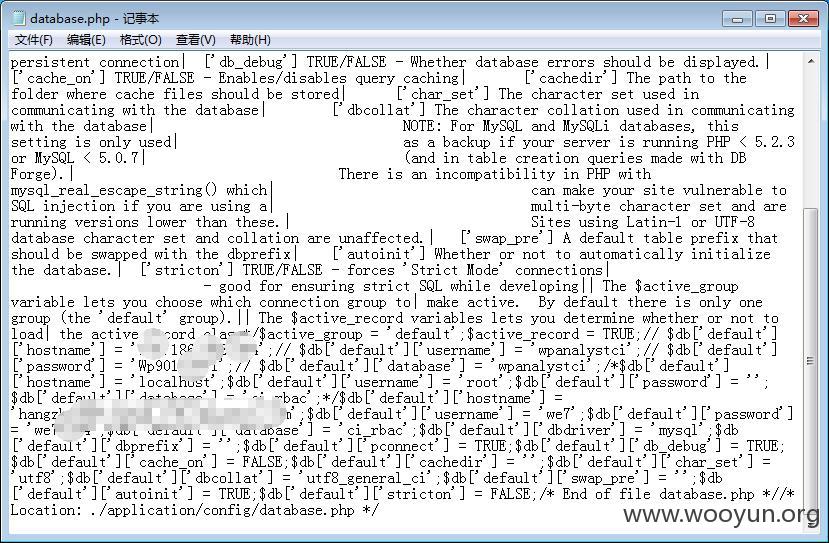 database.php - 记事本
文件(F) 编辑(E) 格式(O) 查看(V) 帮助(H)
persistent connection| ['db_debug'] TRUE/FALSE - Whether database errors should be displayed.|
['cache_on'] TRUE/FALSE - Enables/disables query caching| ['cachedir'] The path to the
folder where cache files should be stored| ['char_set'] The character set used in
communicating with the database| ['dbcollat'] The character collation used in communicating
with the database| NOTE: For MySQL and MySQLi databases, this
setting is only used| as a backup if your server is running PHP < 5.2.3
or MySQL < 5.0.7| (and in table creation queries made with DB
Forge).| There is an incompatibility in PHP with
mysql_real_escape_string() which| can make your site vulnerable to
SQL injection if you are using a| multi-byte character set and are
running versions lower than these.| Sites using Latin-1 or UTF-8
database character set and collation are unaffected.| ['swap_pre'] A default table prefix that
should be swapped with the dbprefix| ['autoinit'] Whether or not to automatically initialize
the database.| ['stricton'] TRUE/FALSE - forces 'Strict Mode' connections|
- good for ensuring strict SQL while developing|| The $active_group
variable lets you choose which connection group to| make active. By default there is only one
group (the 'default' group).|| The $active_record variables lets you determine whether or not to
load| the active record class*/$active_group = 'default';$active_record = TRUE;// $db['default']
['hostname'] = ';// $db['default']['username'] = 'wpanalystci';// $db['default']
['password'] = ';// $db['default']['database'] = 'wpanalystci';/*$db['default']
['hostname'] = 'localhost';$db['default']['username'] = 'root';$db['default']['password'] = '';
$db['default']['database'] = 'ci_rbac';*/$db['default']['hostname'] =
';$db['default']['username'] = 'we7';$db['default']['password']
= ';$db['default']['database'] = 'ci_rbac';$db['default']['dbdriver'] = 'mysql';$db
['default']['dbprefix'] = '';$db['default']['pconnect'] = TRUE;$db['default']['db_debug'] = TRUE;
$db['default']['cache_on'] = FALSE;$db['default']['cachedir'] = '';$db['default']['char_set'] =
'utf8';$db['default']['dbcollat'] = 'utf8_general_ci';$db['default']['swap_pre'] = '';$db
['default']['autoinit'] = TRUE;$db['default']['stricton'] = FALSE;/* End of file database.php *//*
Location: ./application/config/database.php */
www.wooyun.org